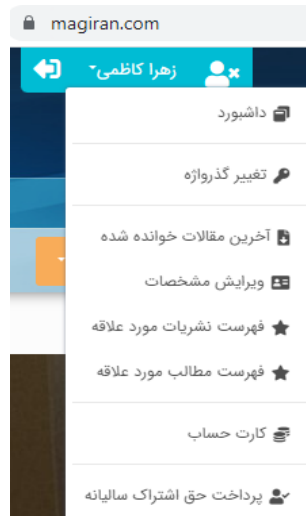 magiran.com
زهرا کاظمی
داشبورد
تغییر گذرواژه
آخرین مقالات خوانده شده
ویرایش مشخصات
فهرست نشریات مورد علاقه
فهرست مطالب مورد علاقه
کارت حساب
پرداخت حق اشتراک سالیانه